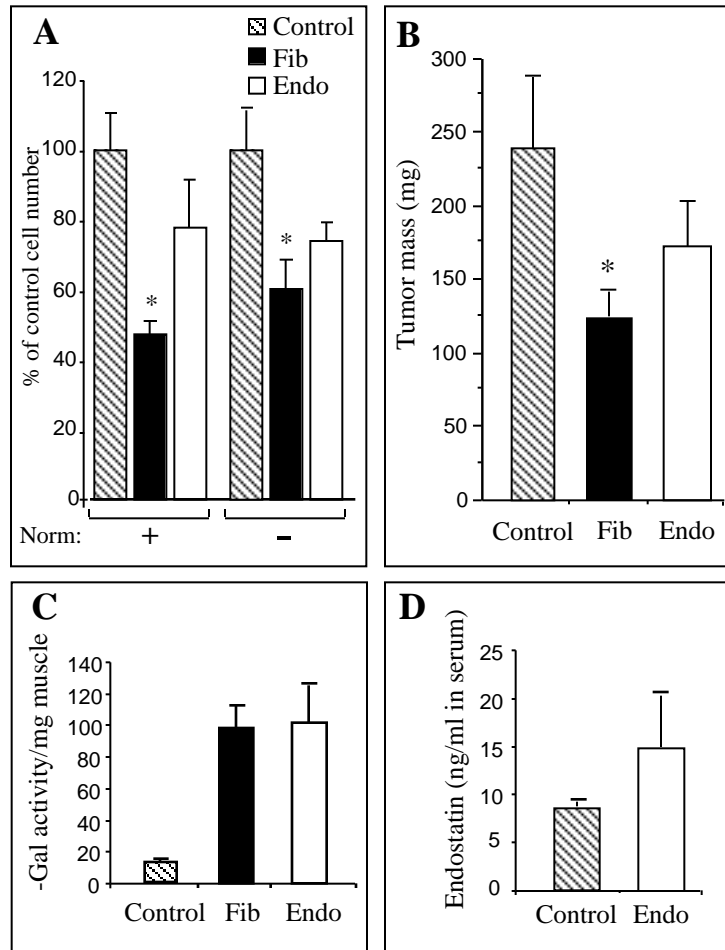 A
Control
Fib
Endo
% of control cell number
120
100
80
60
40
20
0
*
*
Norm: + -
B
Tumor mass (mg)
300
250
200
150
100
50
0
*
Control Fib Endo
C
-Gal activity/mg muscle
140
120
100
80
60
40
20
0
Control Fib Endo
D
Endostatin (ng/ml in serum)
25
20
15
10
5
0
Control Endo